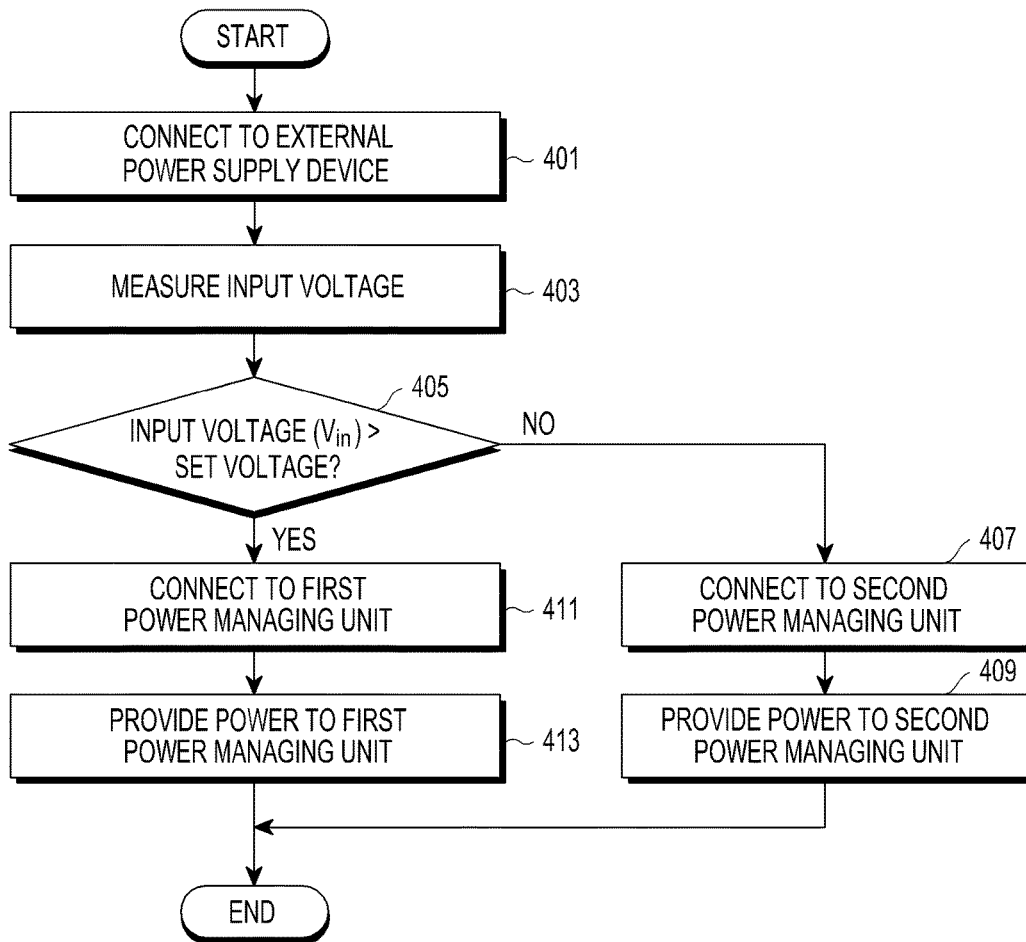 START
CONNECT TO EXTERNAL
POWER SUPPLY DEVICE
401
MEASURE INPUT VOLTAGE
403
405
INPUT VOLTAGE (Vin) >
SET VOLTAGE?
NO
YES
407
CONNECT TO FIRST
POWER MANAGING UNIT
411
CONNECT TO SECOND
POWER MANAGING UNIT
409
PROVIDE POWER TO FIRST
POWER MANAGING UNIT
413
PROVIDE POWER TO SECOND
POWER MANAGING UNIT
END